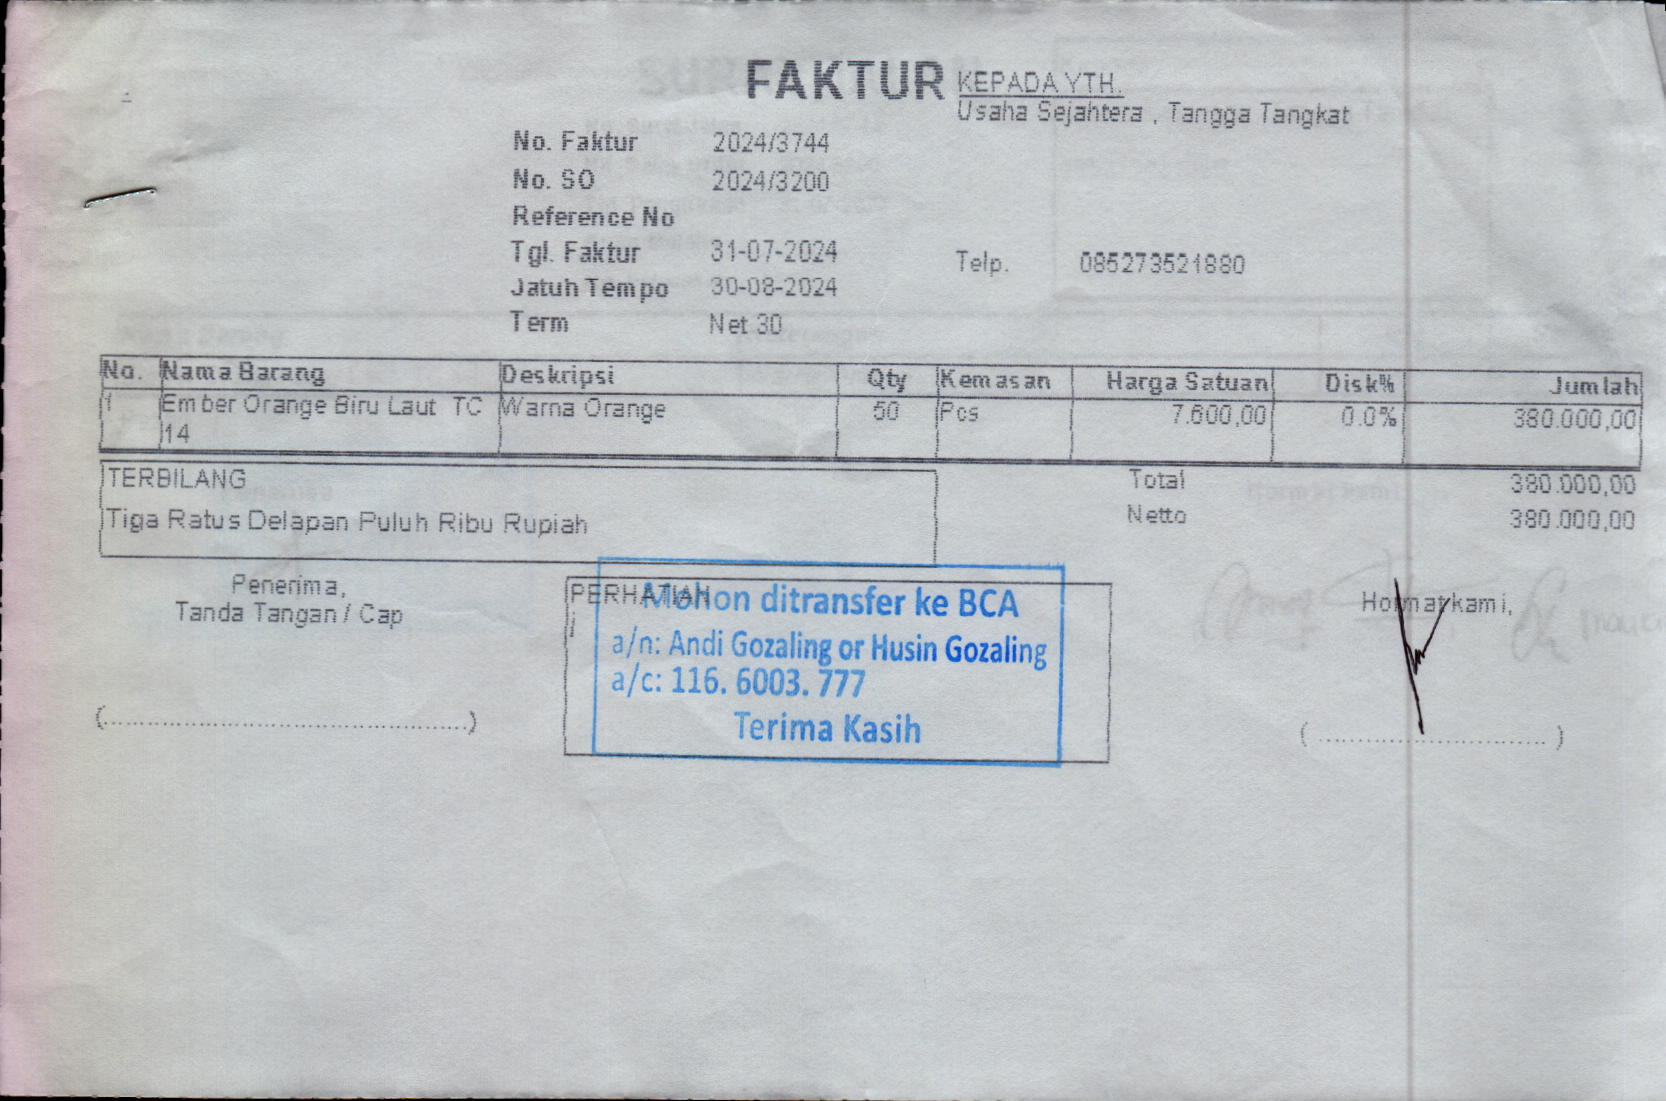 FAKTUR
KEPADA YTH.
Usaha Sejahtera , Tangga Tangkat
No. Faktur 2024/3744
No. SO 2024/3200
Reference No
Tgl. Faktur 31-07-2024
Telp. 085273521880
Jatuh Tempo 30-08-2024
Term Net 30
No. Nama Barang Deskripsi Qty Kemasan Harga Satuan Disk% Jumlah
1 Ember Orange Biru Laut TC Warna Orange 50 Pcs 7.600,00 0.0% 380.000,00
14
TERBILANG
Total 380.000,00
Tiga Ratus Delapan Puluh Ribu Rupiah
Netto 380.000,00
Penerima,
Tanda Tangan / Cap
PERHATIAN
Mohon ditransfer ke BCA
a/n: Andi Gozaling or Husin Gozaling
a/c: 116. 6003. 777
Terima Kasih
Hormat kami,
(..............................................)
( .............................. )